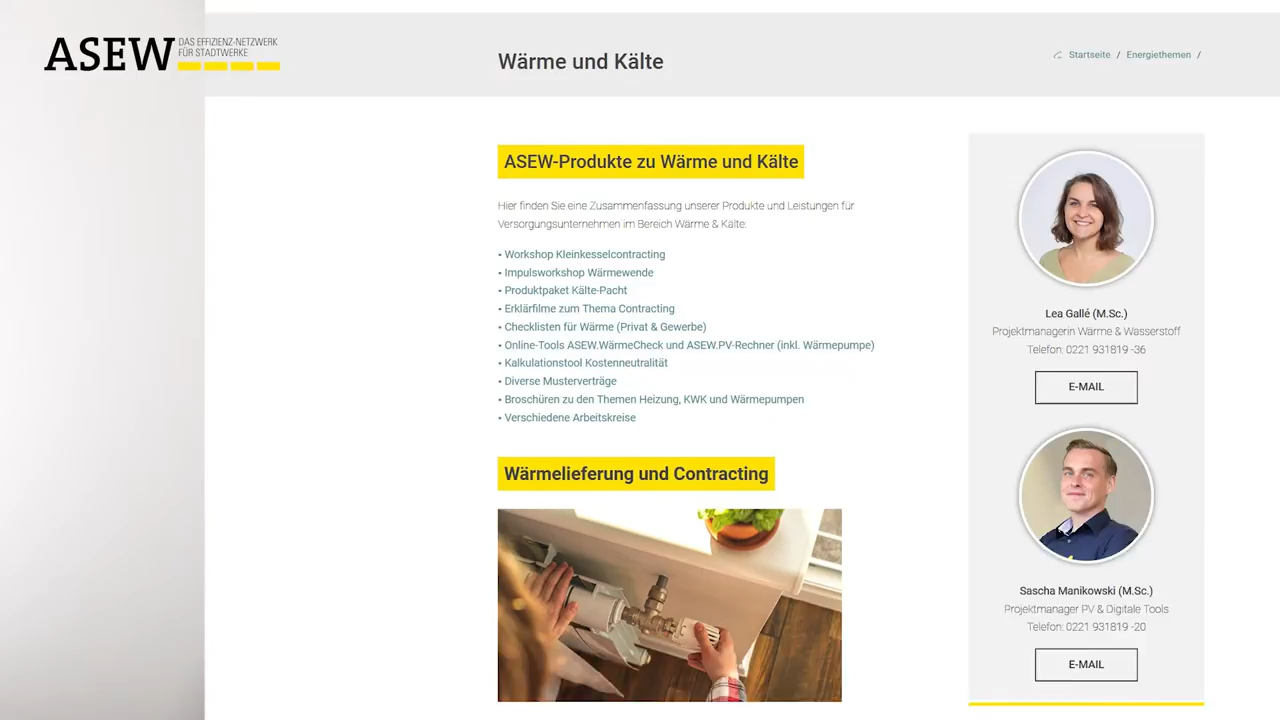 ASEW
DAS EFFIZIENZ-NETZWERK
FÜR STADTWERKE
Wärme und Kälte
Startseite / Energiethemen /
ASEW-Produkte zu Wärme und Kälte
Hier finden Sie eine Zusammenfassung unserer Produkte und Leistungen für
Versorgungsunternehmen im Bereich Wärme & Kälte:
• Workshop Kleinkesselcontracting
• Impulsworkshop Wärmewende
• Produktpaket Kälte-Pacht
• Erklärfilme zum Thema Contracting
• Checklisten für Wärme (Privat & Gewerbe)
• Online-Tools ASEW.WärmeCheck und ASEW.PV-Rechner (inkl. Wärmepumpe)
• Kalkulationstool Kostenneutralität
• Diverse Musterverträge
• Broschüren zu den Themen Heizung, KWK und Wärmepumpen
• Verschiedene Arbeitskreise
Wärmelieferung und Contracting
Lea Gallé (M.Sc.)
Projektmanagerin Wärme & Wasserstoff
Telefon: 0221 931819 -36
E-MAIL
Sascha Manikowski (M.Sc.)
Projektmanager PV & Digitale Tools
Telefon: 0221 931819 -20
E-MAIL